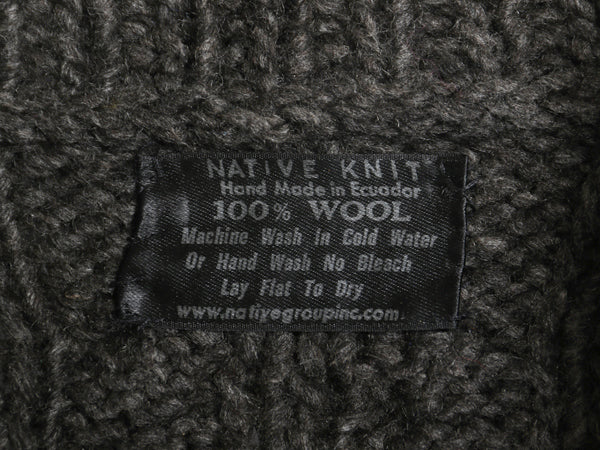 NATIVE KNIT
Hand Made in Ecuador
100% WOOL
Machine Wash In Cold Water
Or Hand Wash No Bleach
Lay Flat To Dry
www.nativegroupinc.com